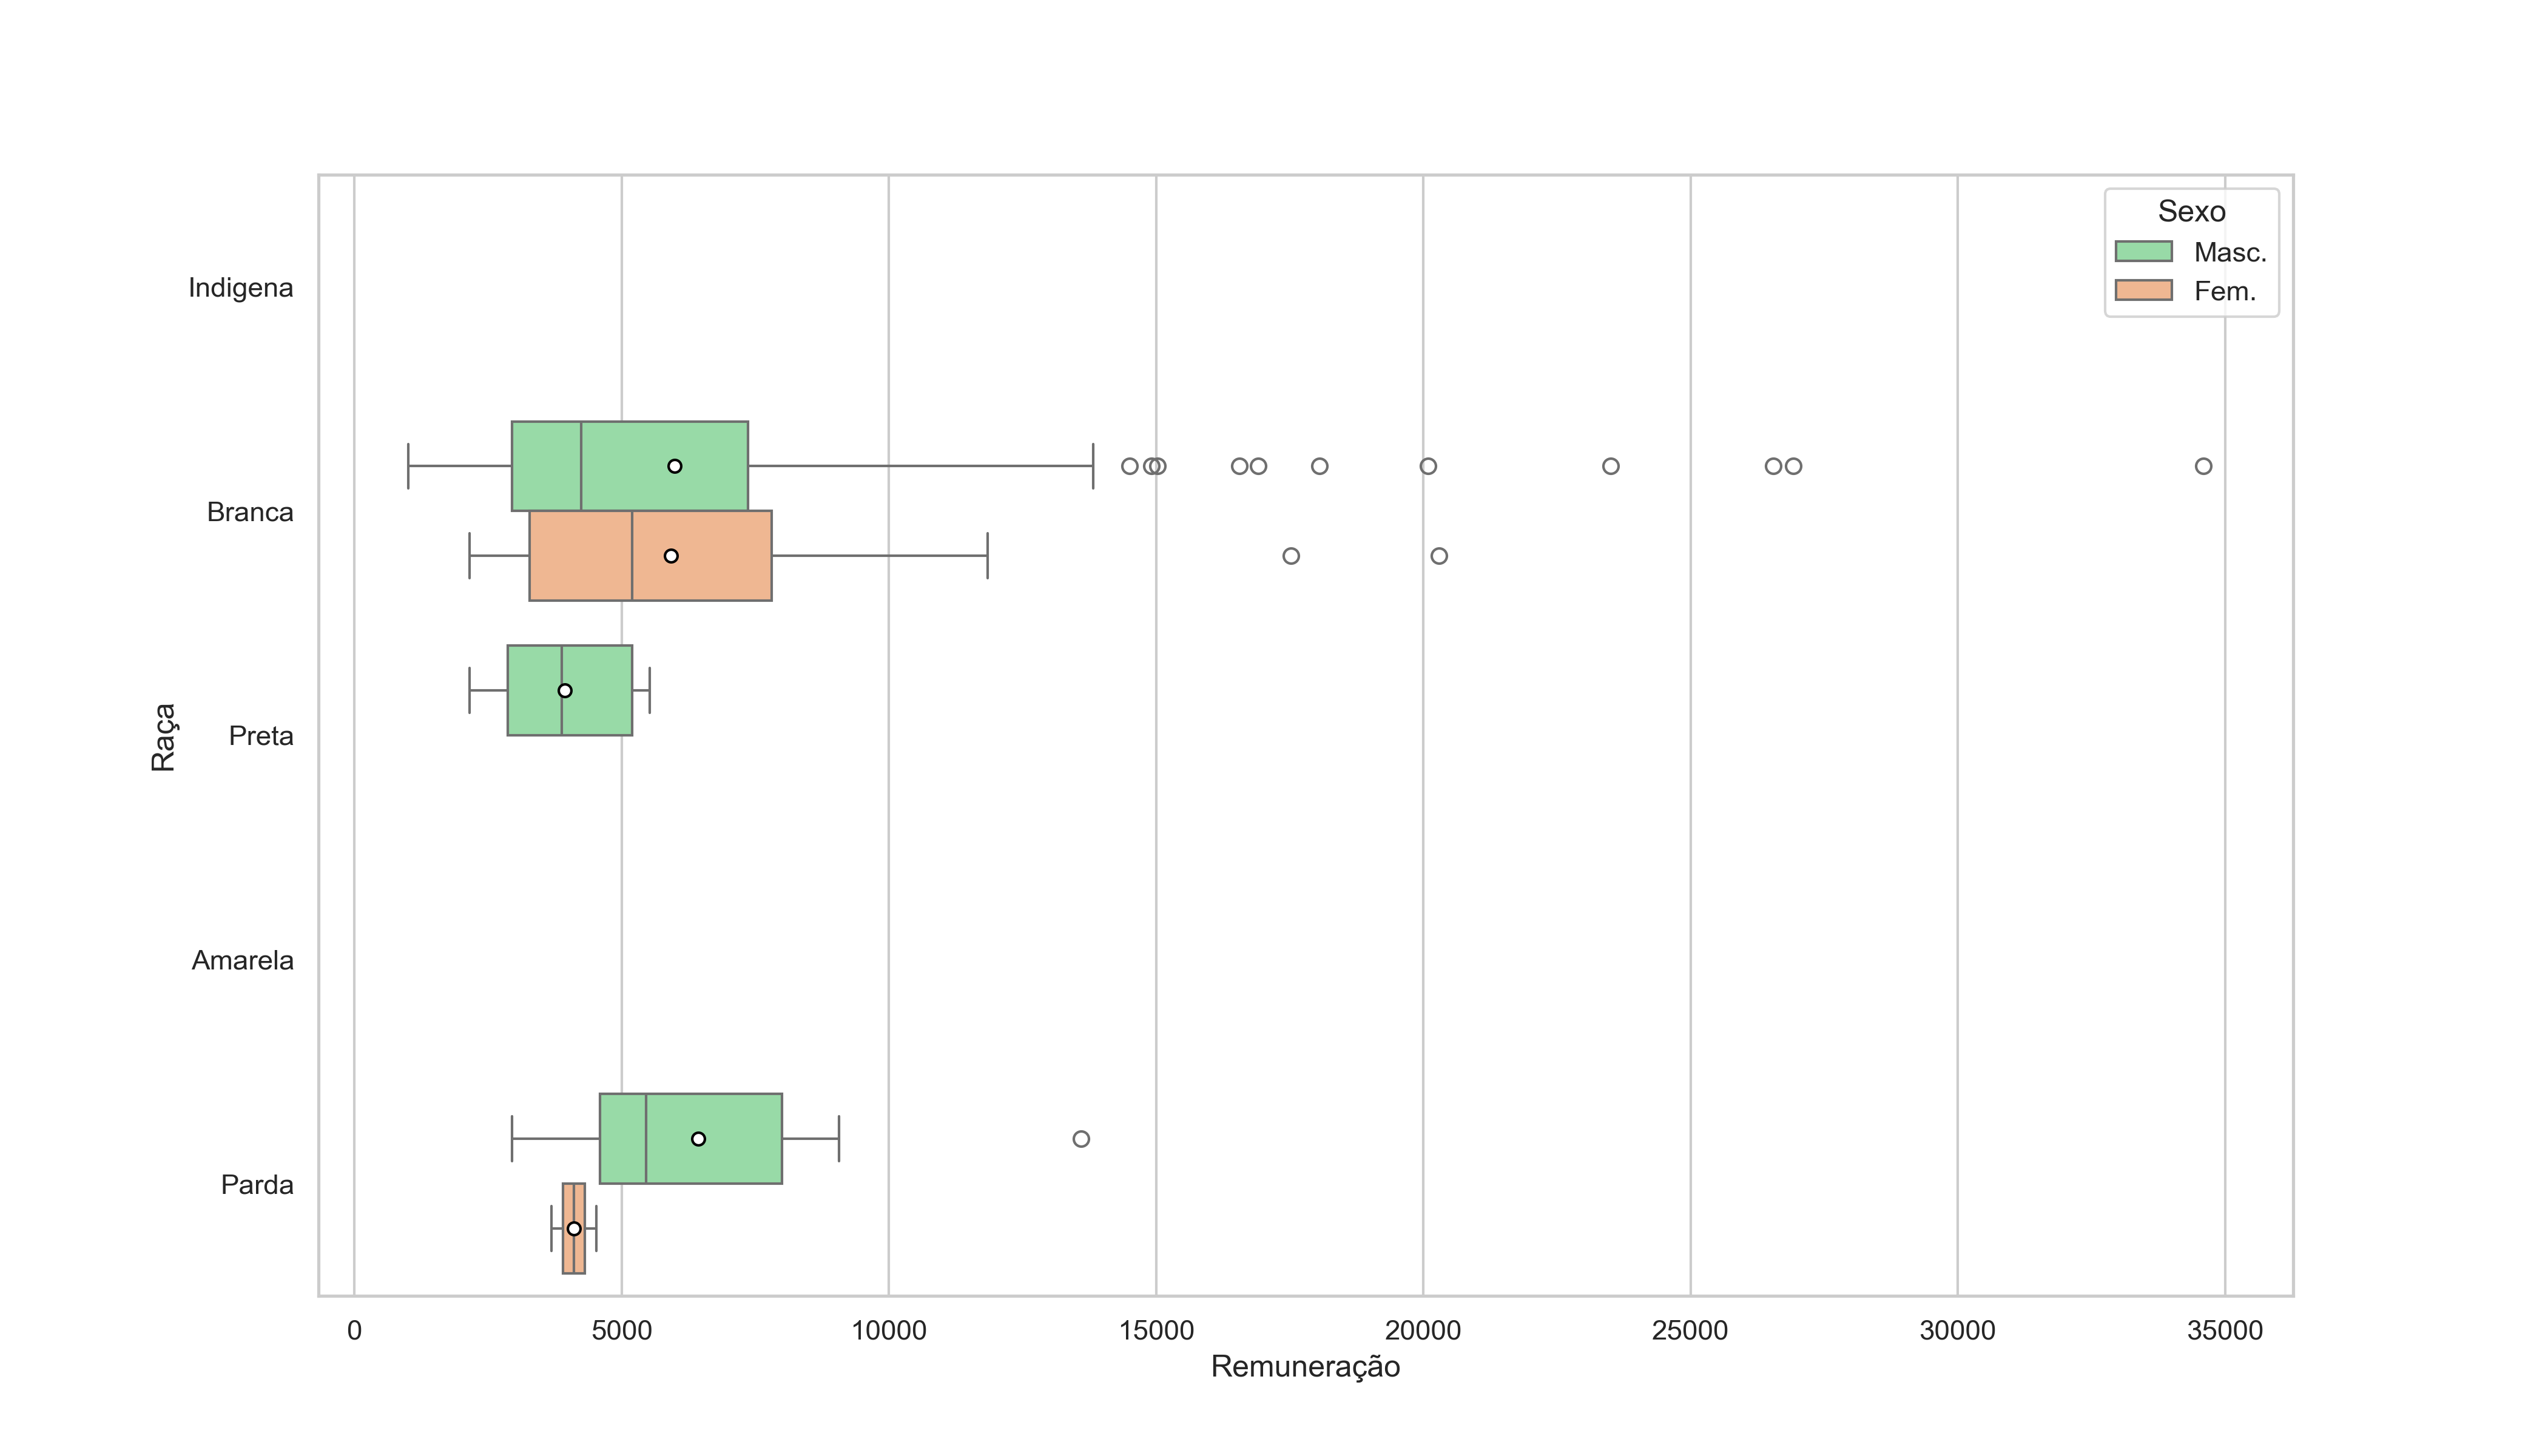 Sexo
Masc.
Fem.
Raça
Indigena
Branca
Preta
Amarela
Parda
0 5000 10000 15000 20000 25000 30000 35000
Remuneração